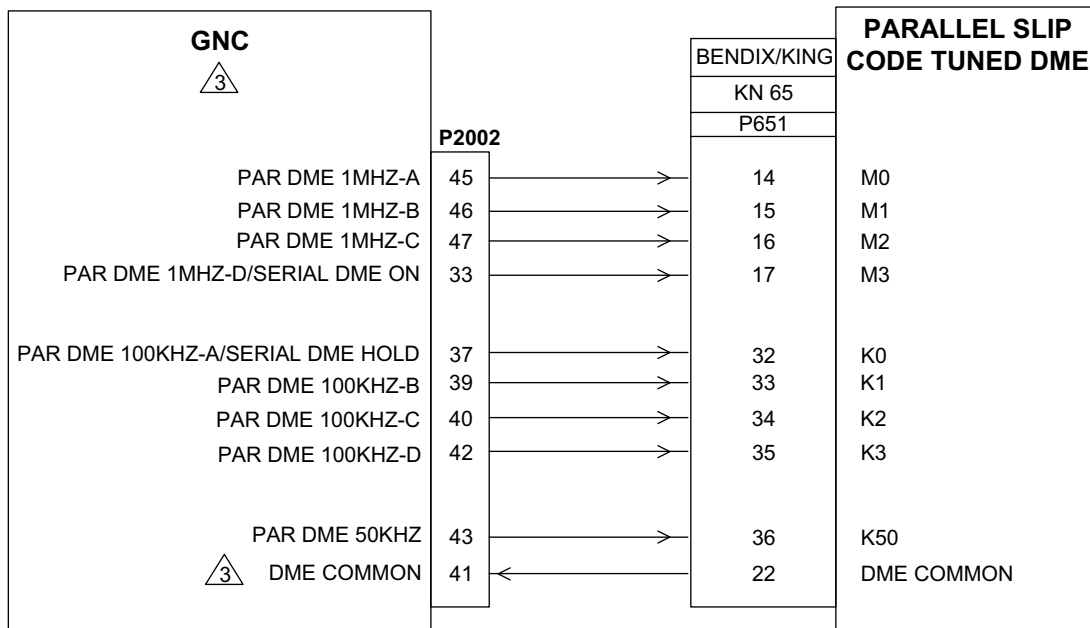 GNC
3
P2002
BENDIX/KING
KN 65
P651
PARALLEL SLIP
CODE TUNED DME
PAR DME 1MHZ-A 45 14 M0
PAR DME 1MHZ-B 46 15 M1
PAR DME 1MHZ-C 47 16 M2
PAR DME 1MHZ-D/SERIAL DME ON 33 17 M3
PAR DME 100KHZ-A/SERIAL DME HOLD 37 32 K0
PAR DME 100KHZ-B 39 33 K1
PAR DME 100KHZ-C 40 34 K2
PAR DME 100KHZ-D 42 35 K3
PAR DME 50KHZ 43 36 K50
3 DME COMMON 41 22 DME COMMON